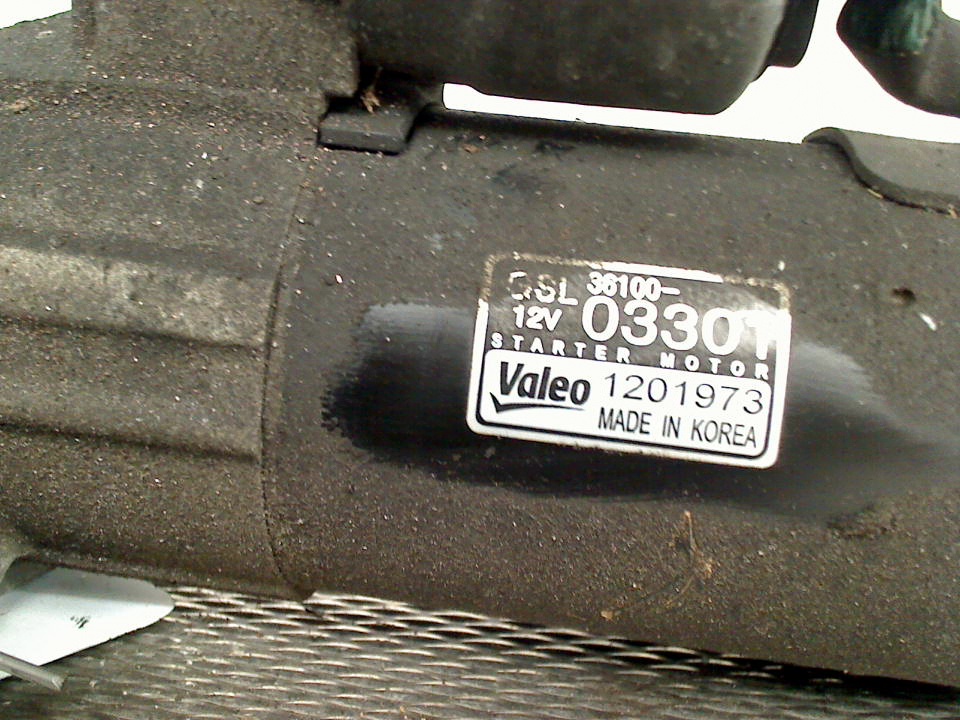 GSL 36100-
12V 03301
STARTER MOTOR
Valeo 1201973
MADE IN KOREA